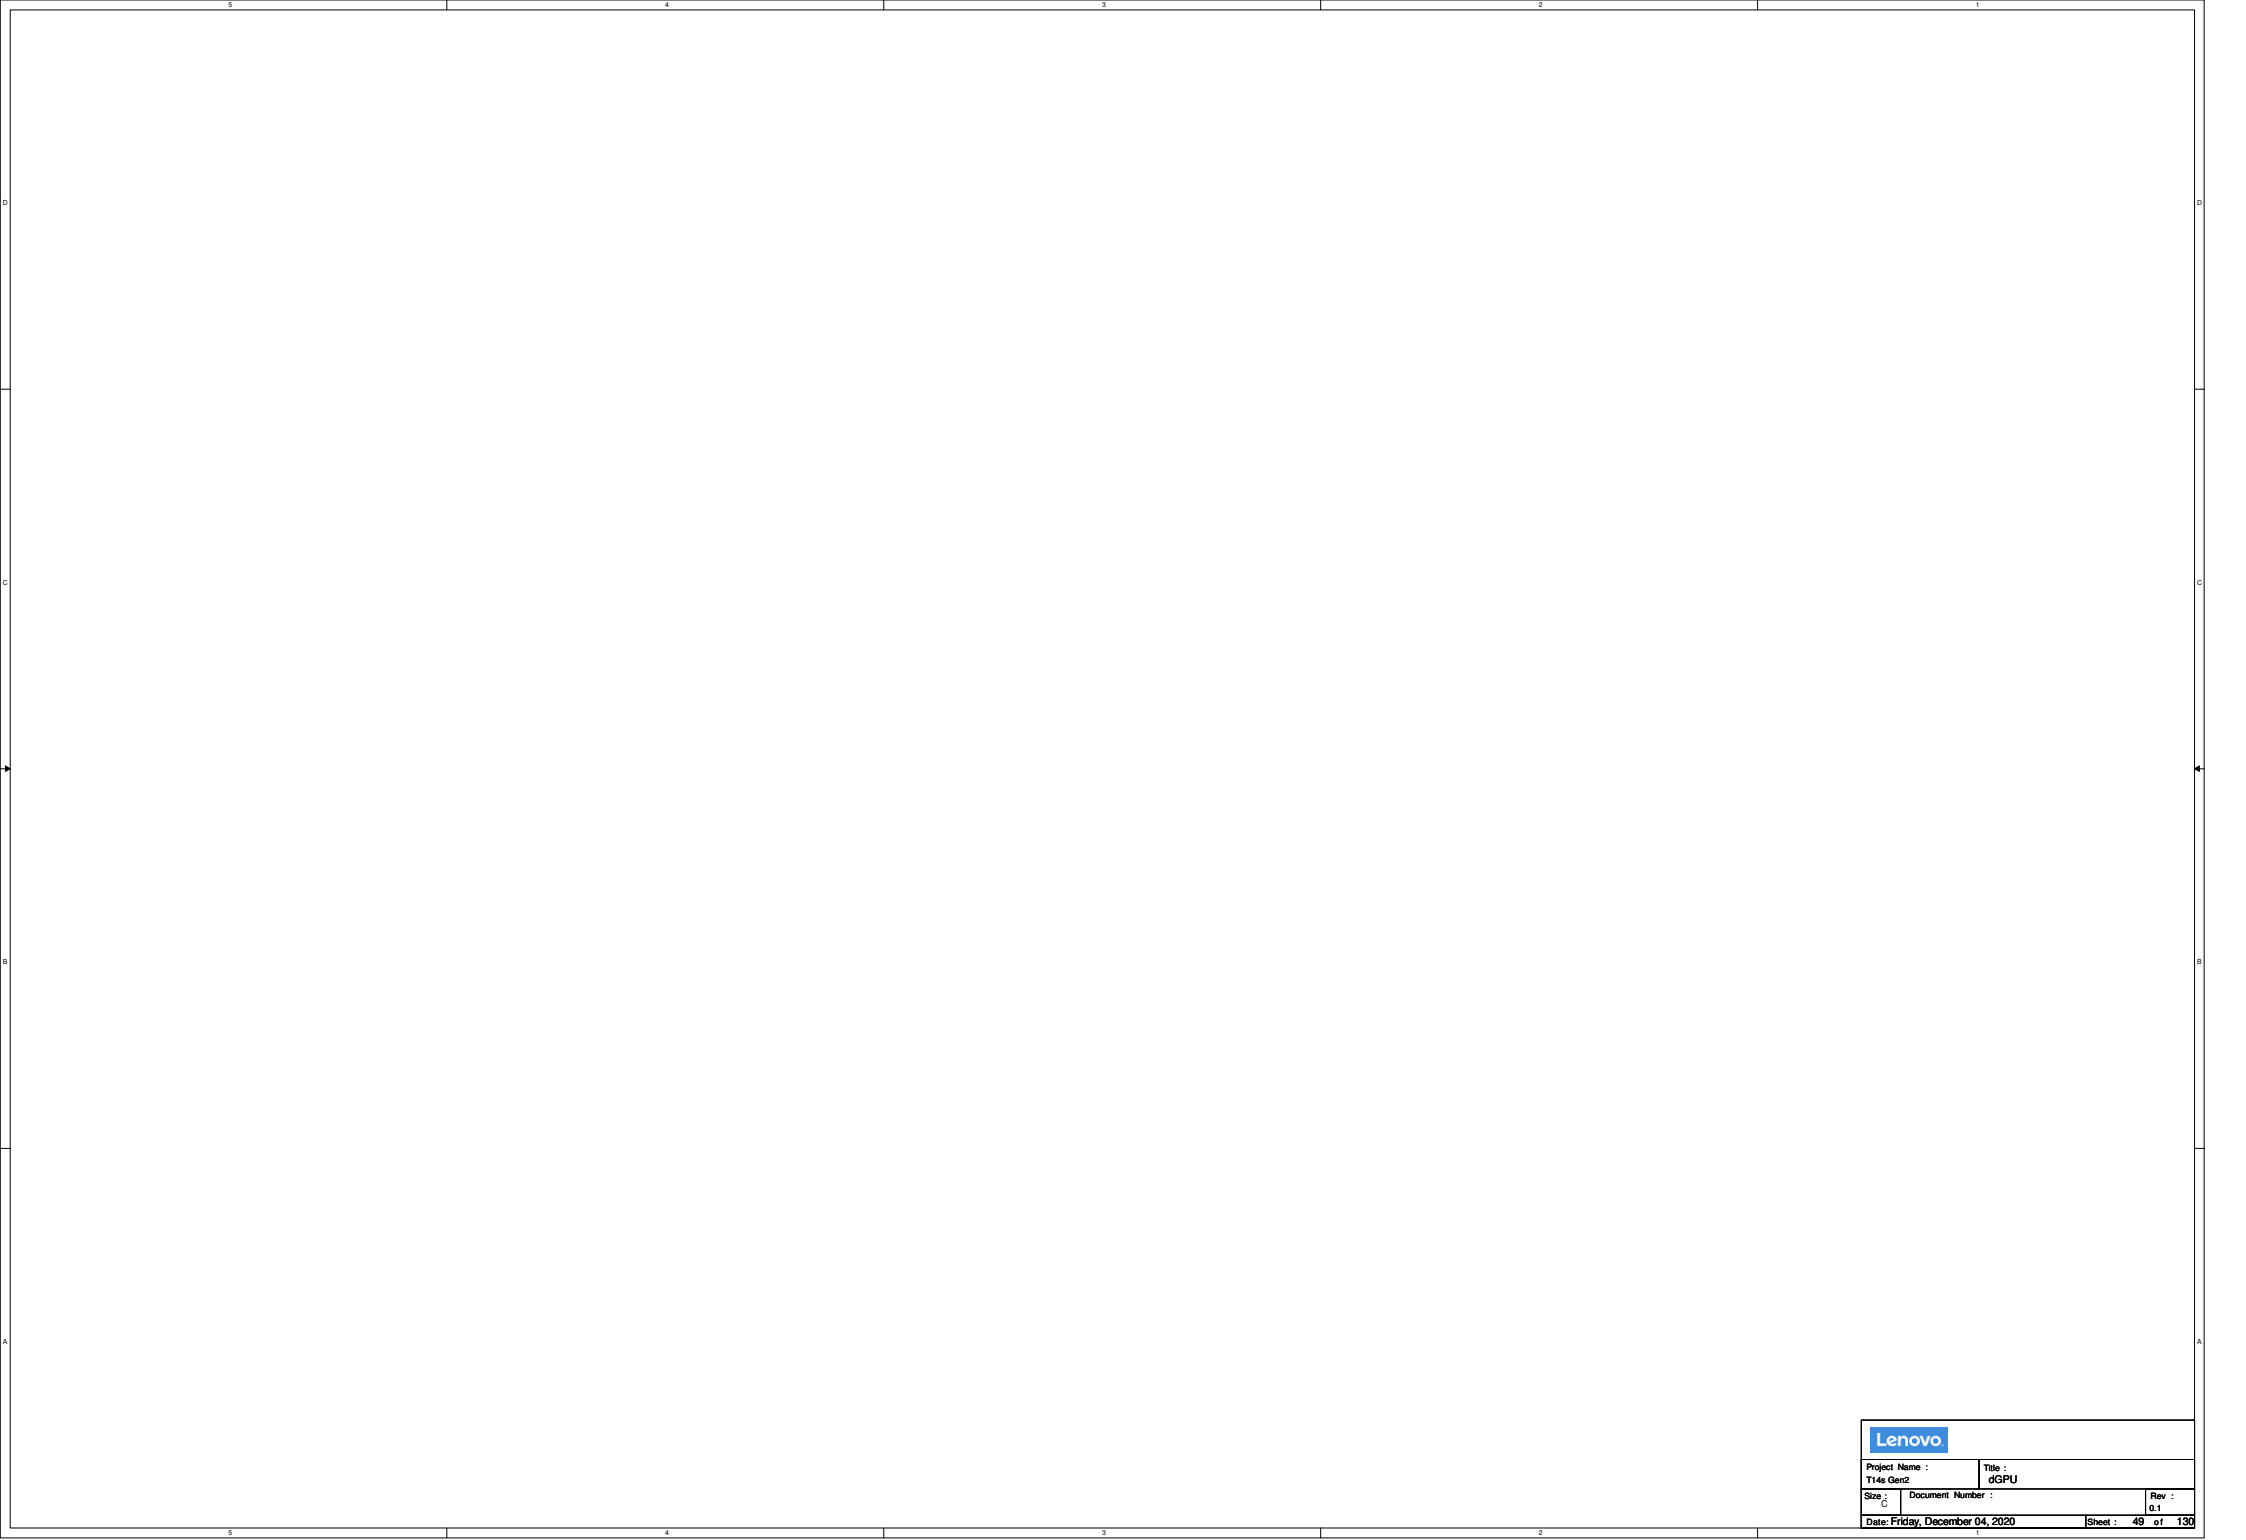 5 4 3 2 1
D D
C C
B B
A A
Lenovo.
Project Name : Title :
T14s Gen2 dGPU
Size : Document Number : Rev :
C 0.1
Date: Friday, December 04, 2020 Sheet : 49 of 130
5 4 3 2 1